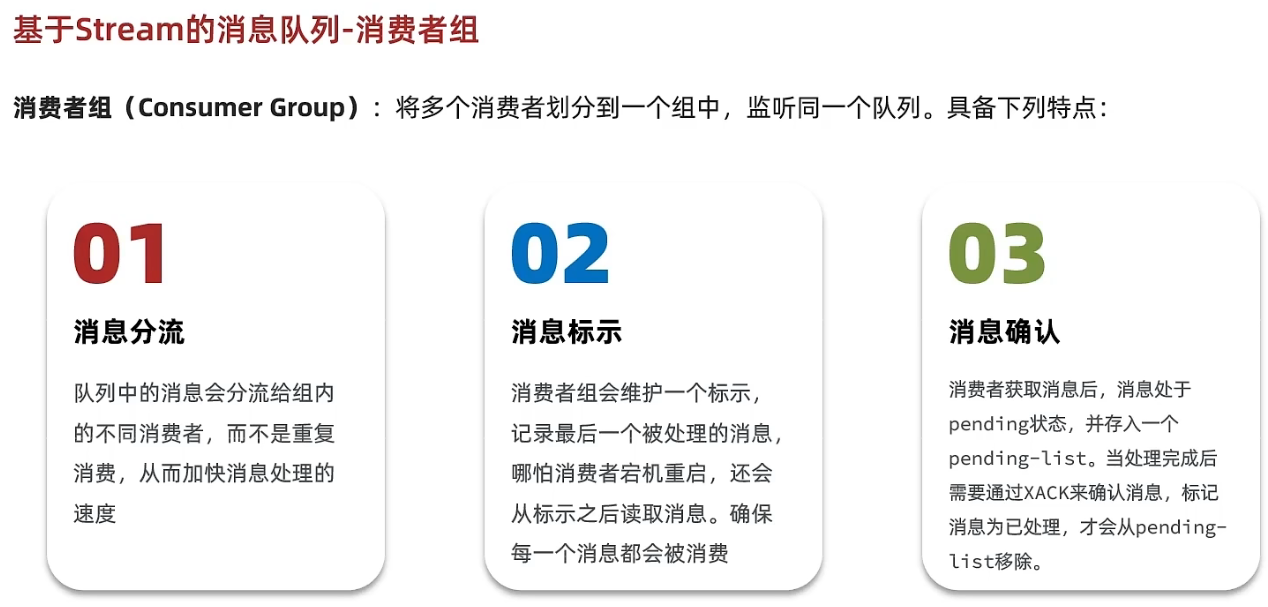 基于Stream的消息队列-消费者组
消费者组（Consumer Group）：将多个消费者划分到一个组中，监听同一个队列。具备下列特点：
01
消息分流
队列中的消息会分流给组内
的不同消费者，而不是重复
消费，从而加快消息处理的
速度
02
消息标示
消费者组会维护一个标示，
记录最后一个被处理的消息，
哪怕消费者宕机重启，还会
从标示之后读取消息。确保
每一个消息都会被消费
03
消息确认
消费者获取消息后，消息处于
pending状态，并存入一个
pending-list。当处理完成后
需要通过XACK来确认消息，标记
消息为已处理，才会从pending-
list移除。